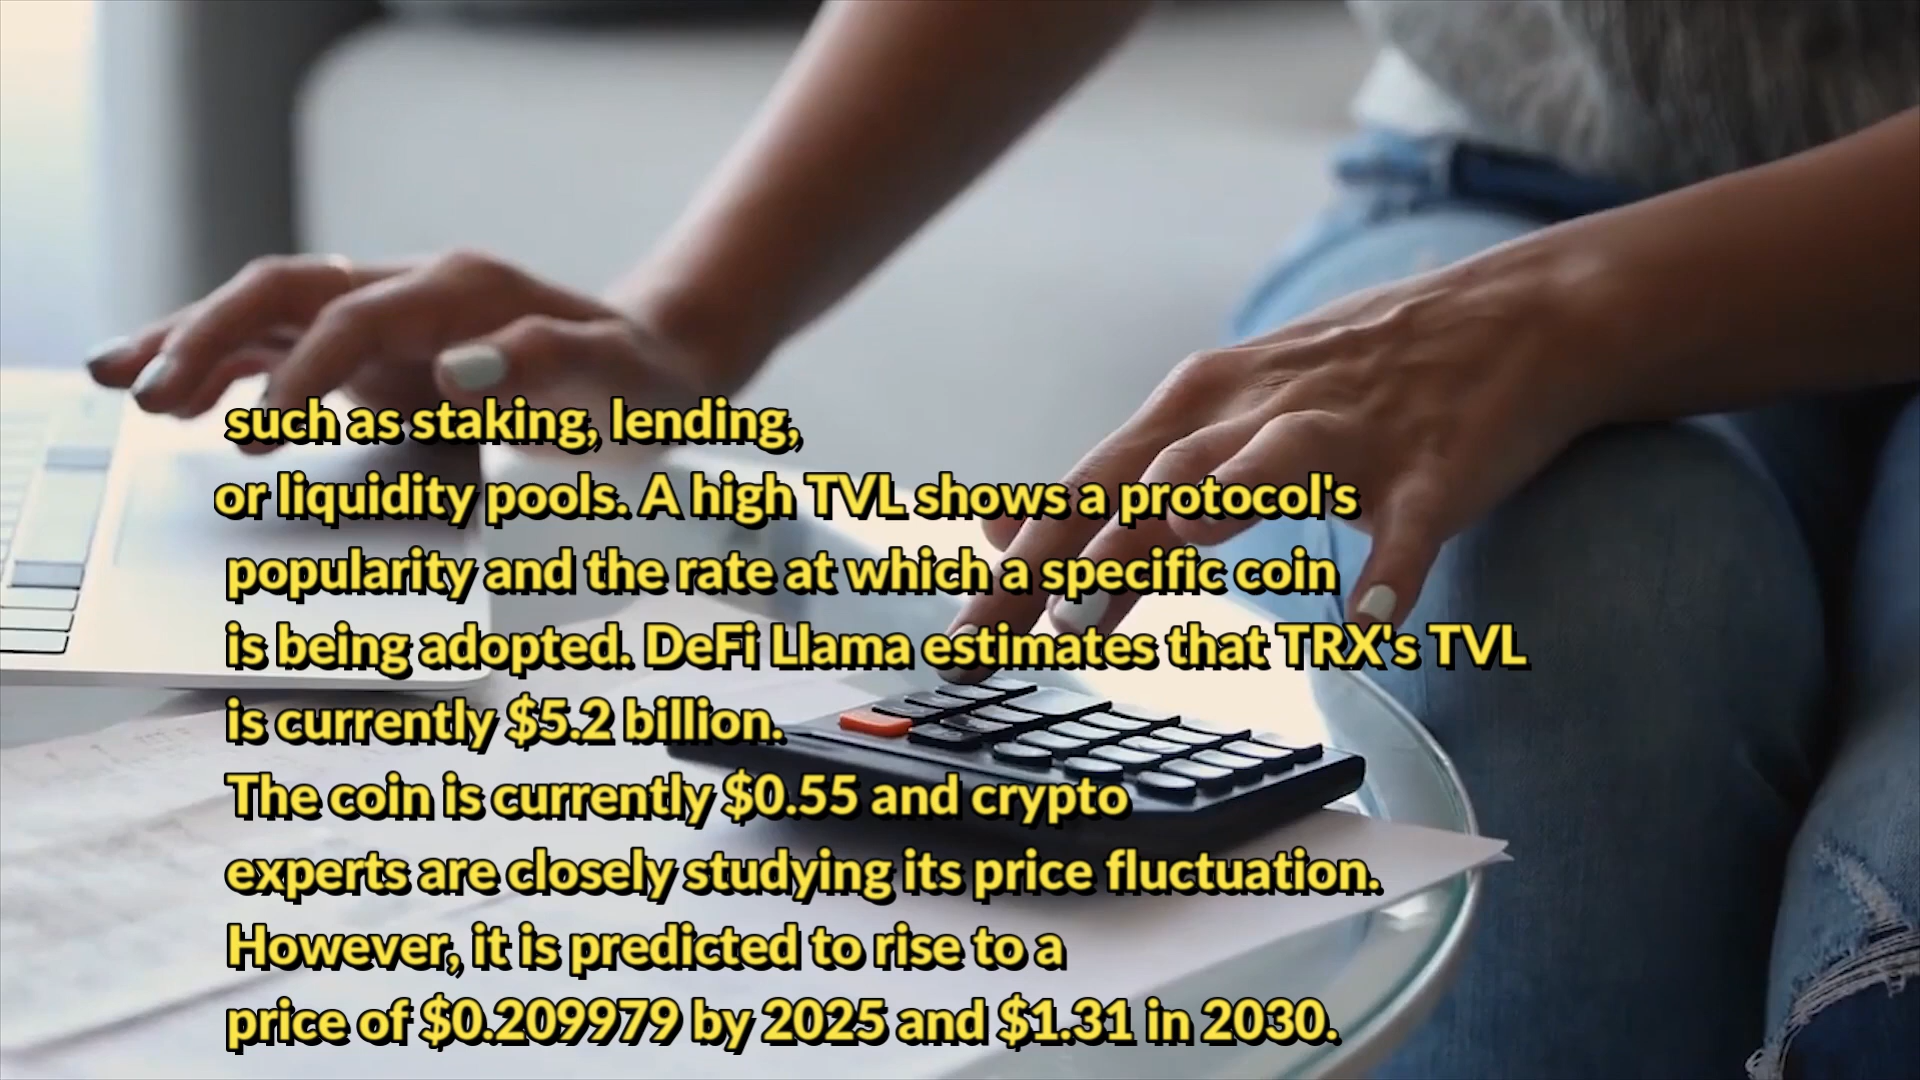 such as staking, lending,
or liquidity pools. A high TVL shows a protocol's
popularity and the rate at which a specific coin
is being adopted. DeFi Llama estimates that TRX's TVL
is currently $5.2 billion.
The coin is currently $0.55 and crypto
experts are closely studying its price fluctuation.
However, it is predicted to rise to a
price of $0.209979 by 2025 and $1.31 in 2030.